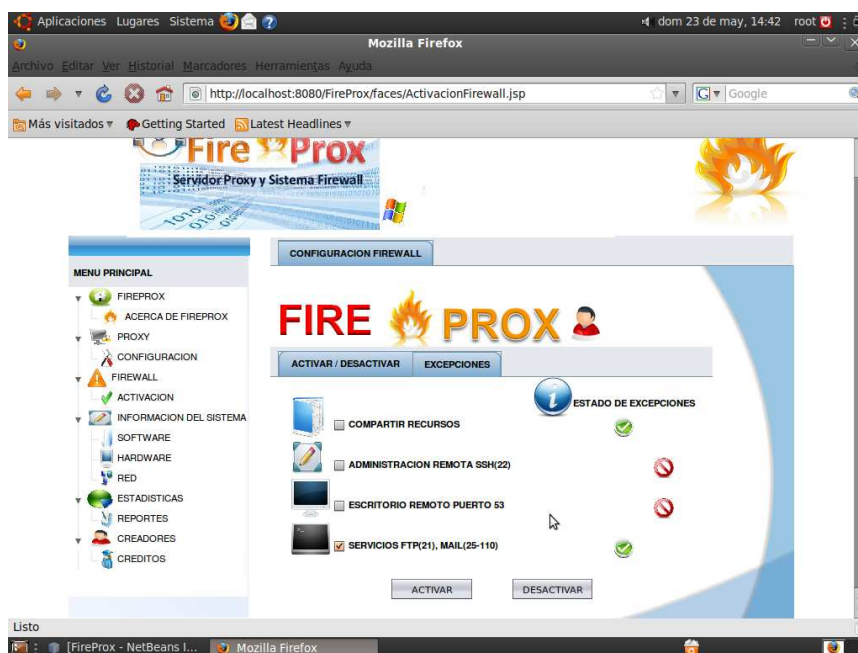 Aplicaciones Lugares Sistema
dom 23 de may, 14:42 root
Mozilla Firefox
Archivo Editar Ver Historial Marcadores Herramientas Ayuda
http://localhost:8080/FireProx/faces/ActivacionFirewall.jsp
Google
Más visitados Getting Started Latest Headlines
Fire Prox
Servidor Proxy y Sistema Firewall
CONFIGURACION FIREWALL
MENU PRINCIPAL
FIREPROX
ACERCA DE FIREPROX
PROXY
CONFIGURACION
FIREWALL
ACTIVACION
INFORMACION DEL SISTEMA
SOFTWARE
HARDWARE
RED
ESTADISTICAS
REPORTES
CREADORES
CREDITOS
FIRE PROX
ACTIVAR / DESACTIVAR EXCEPCIONES
ESTADO DE EXCEPCIONES
COMPARTIR RECURSOS
ADMINISTRACION REMOTA SSH(22)
ESCRITORIO REMOTO PUERTO 53
SERVICIOS FTP(21), MAIL(25-110)
ACTIVAR DESACTIVAR
Listo
[FireProx - NetBeans I... Mozilla Firefox